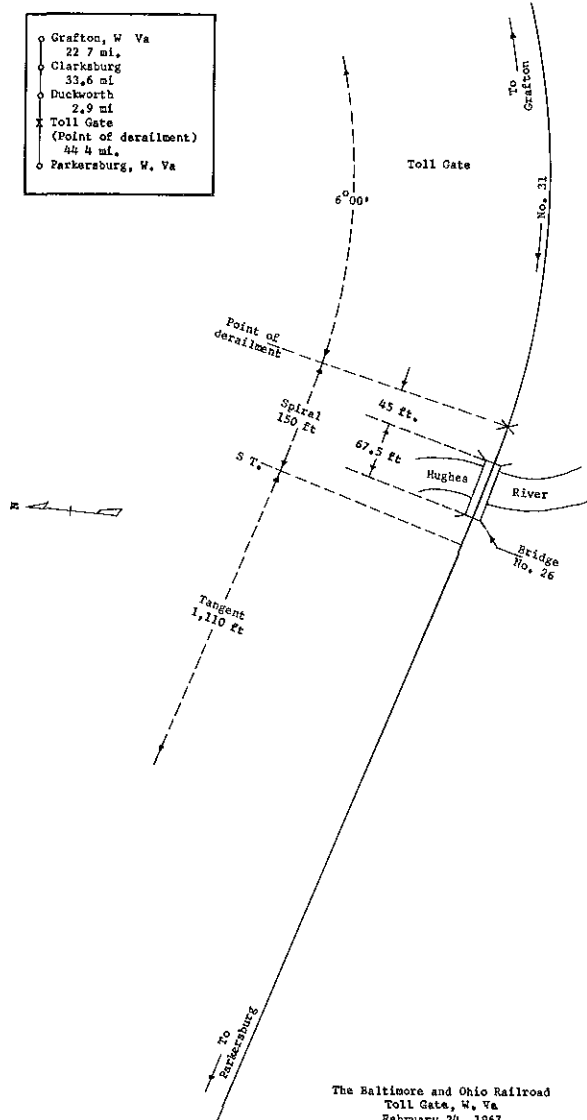 Grafton, W Va
22 7 mi.
Clarksburg
33.6 mi
Duckworth
2.9 mi
Toll Gate
(Point of derailment)
44 4 mi.
Parkersburg, W. Va
To
Grafton
Toll Gate
No. 31
6°00'
Point of
derailment
45 ft.
Spiral
150 ft
67.5 ft
S T.
Hughes
River
N
Bridge
No. 26
Tangent
1,110 ft
To
Parkersburg
The Baltimore and Ohio Railroad
Toll Gate, W. Va
February 24, 1967